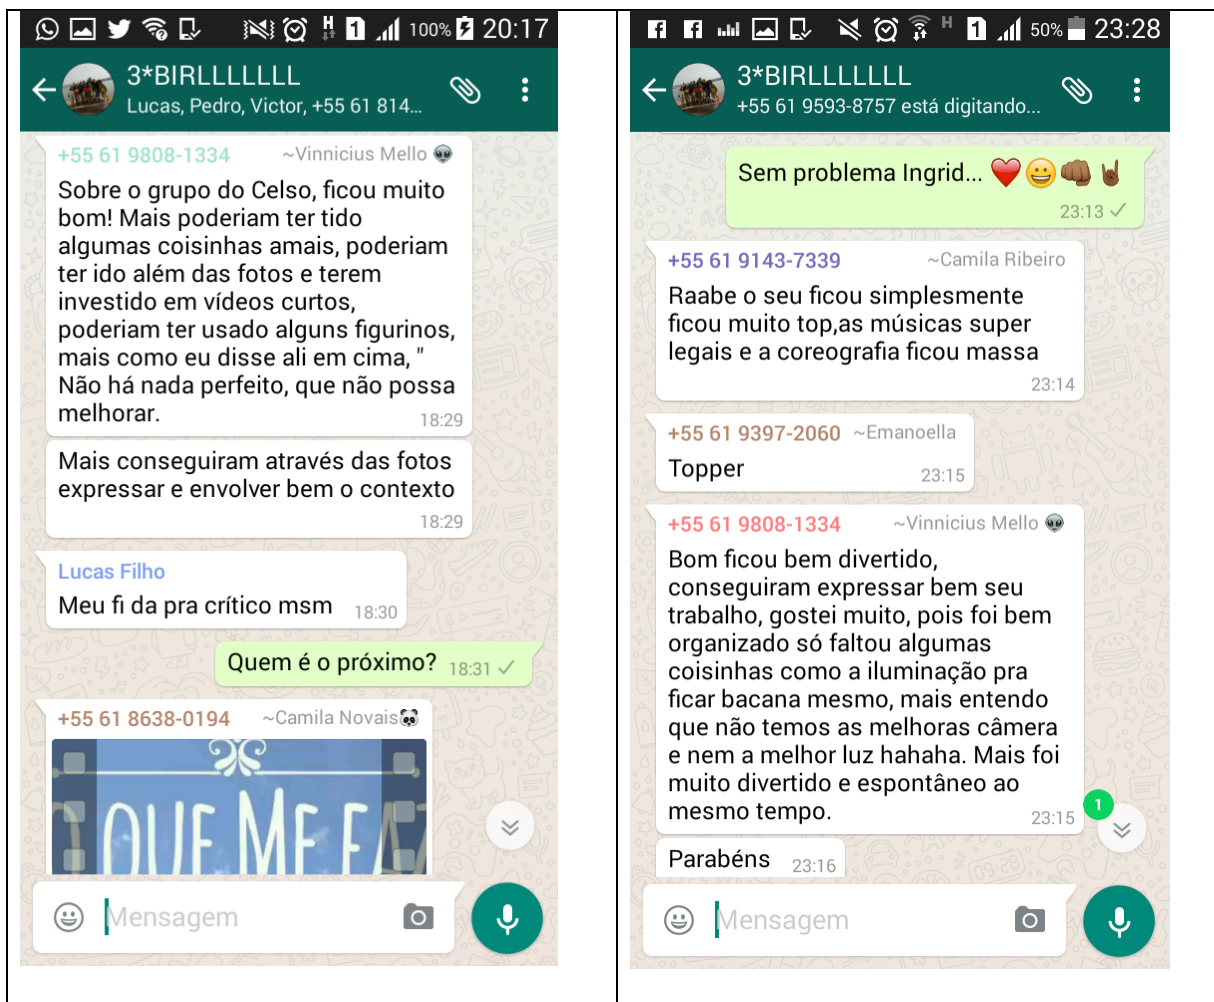 100% 20:17
3*BIRLLLLLLL
Lucas, Pedro, Victor, +55 61 814...
+55 61 9808-1334 ~Vinnicius Mello 👽
Sobre o grupo do Celso, ficou muito
bom! Mais poderiam ter tido
algumas coisinhas amais, poderiam
ter ido além das fotos e terem
investido em vídeos curtos,
poderiam ter usado alguns figurinos,
mais como eu disse ali em cima, "
Não há nada perfeito, que não possa
melhorar.
18:29
Mais conseguiram através das fotos
expressar e envolver bem o contexto
18:29
Lucas Filho
Meu fi da pra crítico msm 18:30
Quem é o próximo? 18:31
+55 61 8638-0194 ~Camila Novais🐼
O QUE ME FAZ
Mensagem
H 1 50% 23:28
3*BIRLLLLLLL
+55 61 9593-8757 está digitando...
Sem problema Ingrid... ❤️😀👊🏾🤘🏾
23:13
+55 61 9143-7339 ~Camila Ribeiro
Raabe o seu ficou simplesmente
ficou muito top,as músicas super
legais e a coreografia ficou massa
23:14
+55 61 9397-2060 ~Emanoella
Topper 23:15
+55 61 9808-1334 ~Vinnicius Mello 👽
Bom ficou bem divertido,
conseguiram expressar bem seu
trabalho, gostei muito, pois foi bem
organizado só faltou algumas
coisinhas como a iluminação pra
ficar bacana mesmo, mais entendo
que não temos as melhoras câmera
e nem a melhor luz hahaha. Mais foi
muito divertido e espontâneo ao
mesmo tempo.
23:15
1
Parabéns 23:16
Mensagem